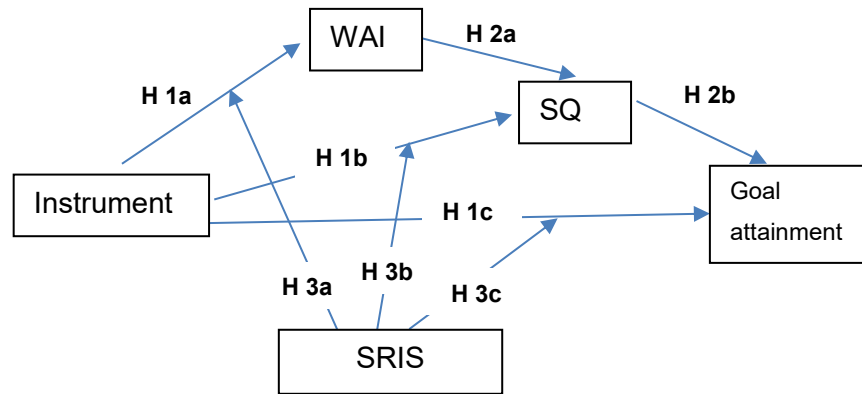 WAI
H 2a
H 1a
SQ
H 2b
H 1b
Instrument
Goal
attainment
H 1c
H 3a
H 3b
H 3c
SRIS